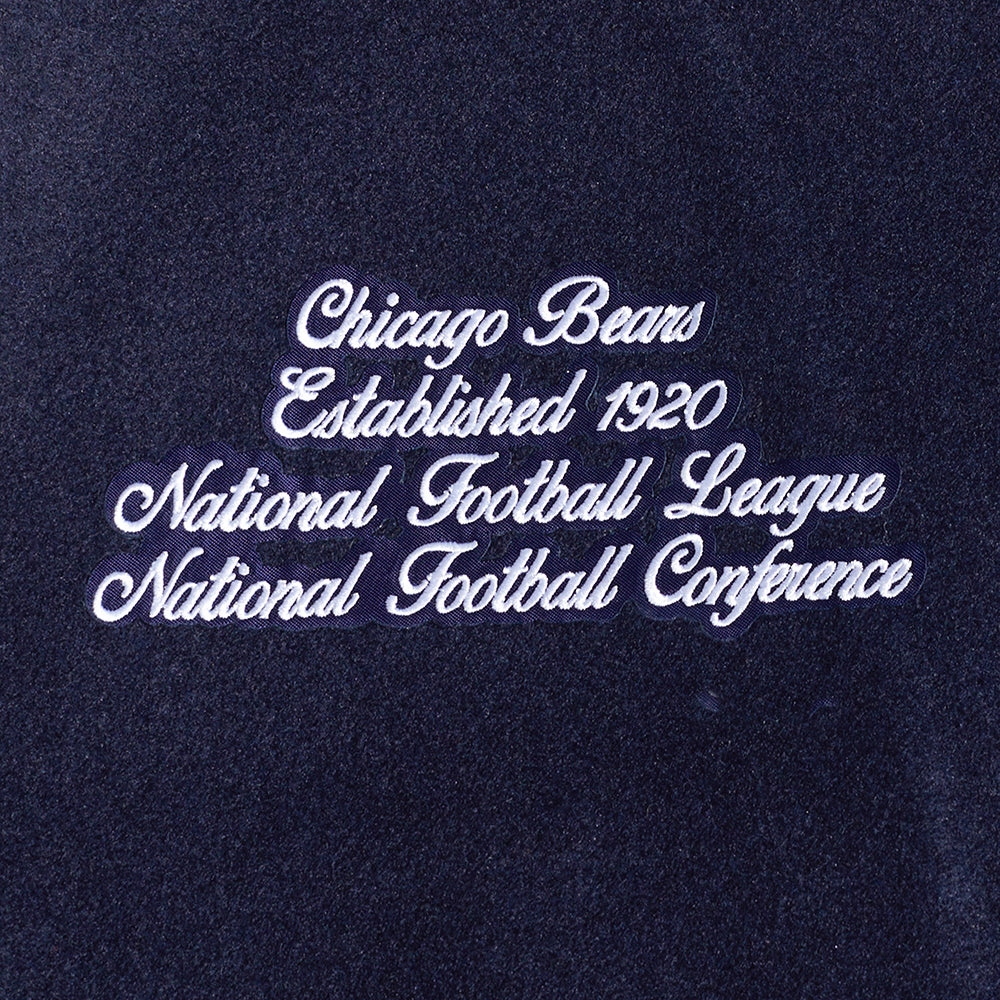 Chicago Bears
Established 1920
National Football League
National Football Conference